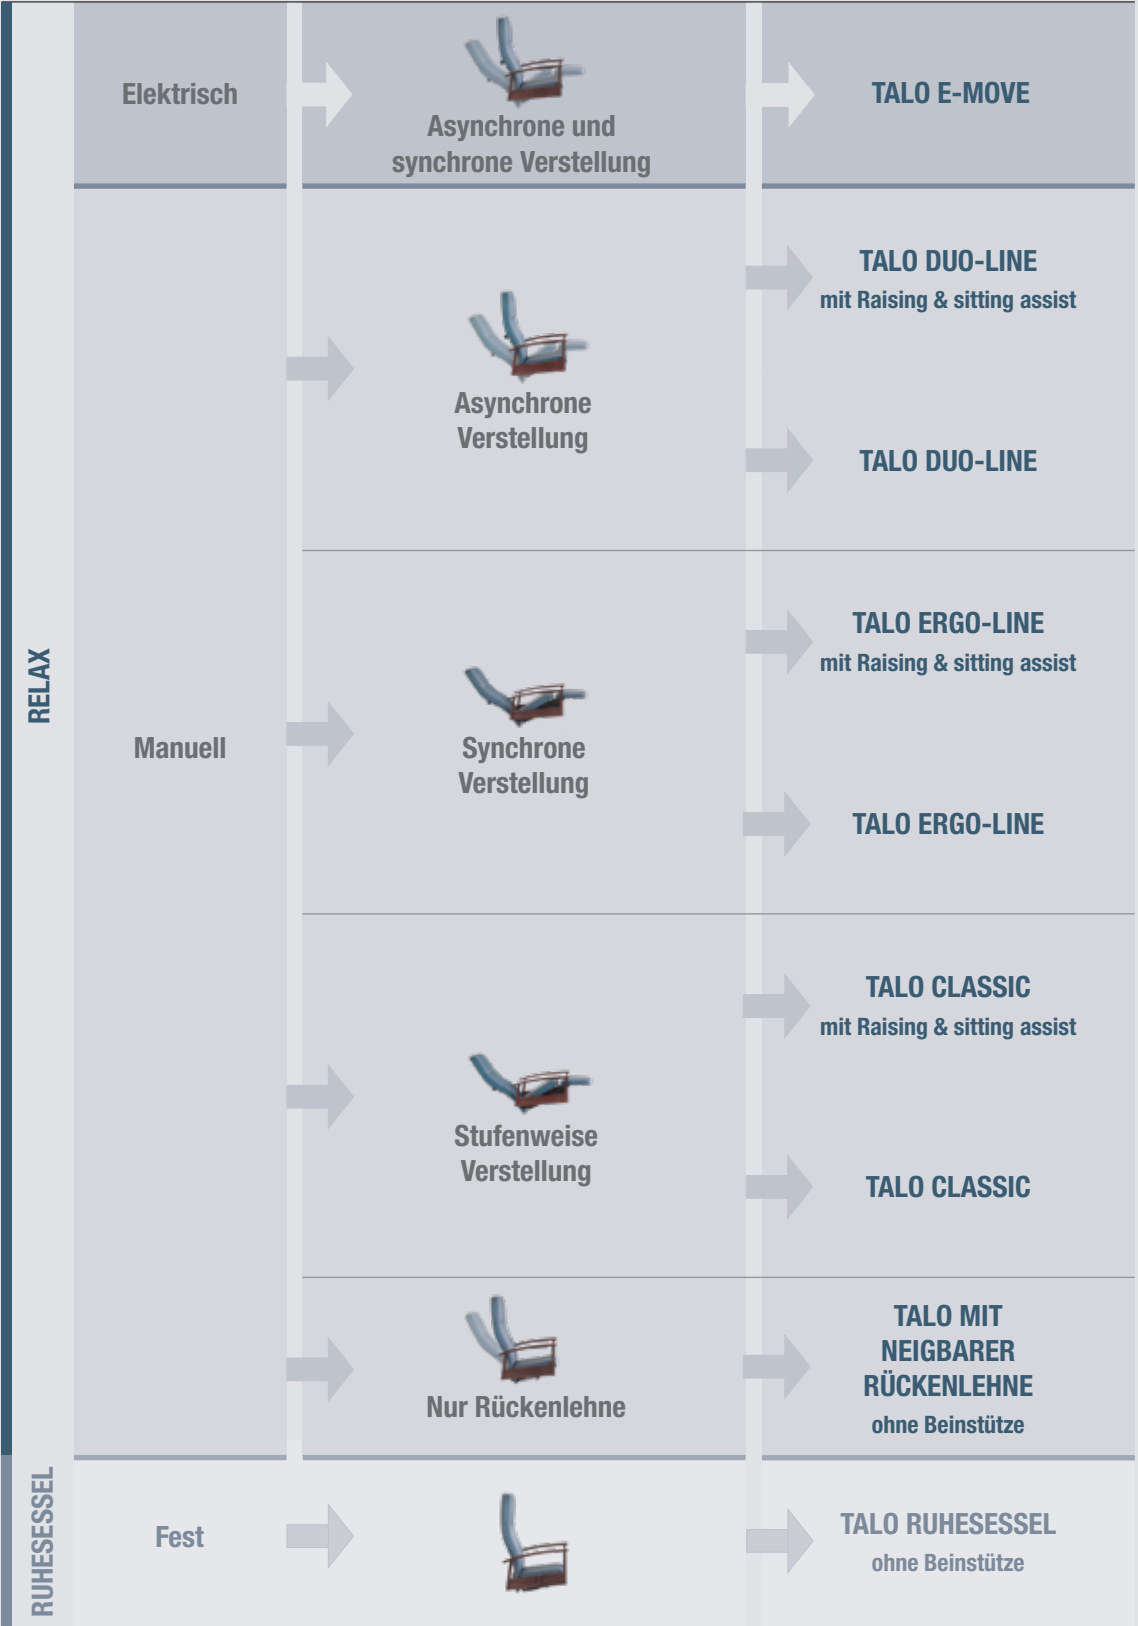 RELAX
Elektrisch
Asynchrone und
synchrone Verstellung
TALO E-MOVE
Manuell
Asynchrone
Verstellung
TALO DUO-LINE
mit Raising & sitting assist
TALO DUO-LINE
Synchrone
Verstellung
TALO ERGO-LINE
mit Raising & sitting assist
TALO ERGO-LINE
Stufenweise
Verstellung
TALO CLASSIC
mit Raising & sitting assist
TALO CLASSIC
Nur Rückenlehne
TALO MIT
NEIGBARER
RÜCKENLEHNE
ohne Beinstütze
RUHESESSEL
Fest
TALO RUHESESSEL
ohne Beinstütze